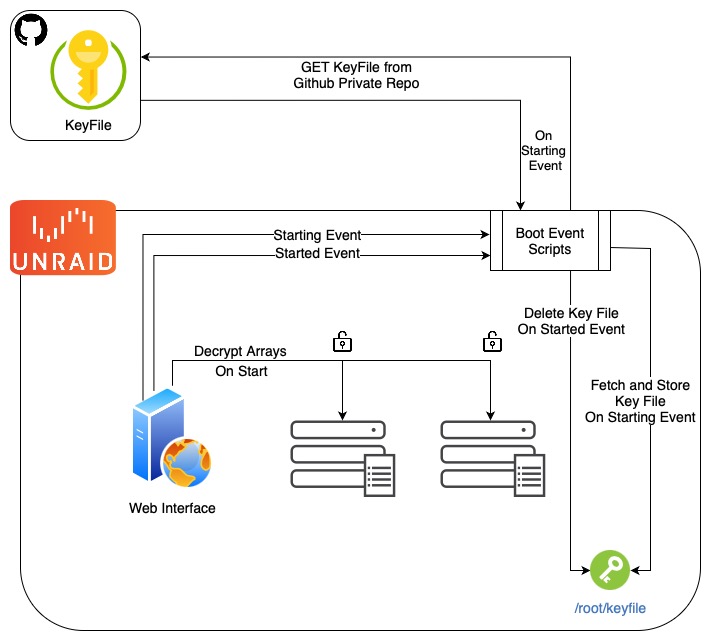 GET KeyFile from
Github Private Repo
KeyFile
On
Starting
Event
UNRAID
Starting Event
Started Event
Boot Event
Scripts
Delete Key File
On Started Event
Decrypt Arrays
On Start
Fetch and Store
Key File
On Starting Event
Web Interface
/root/keyfile